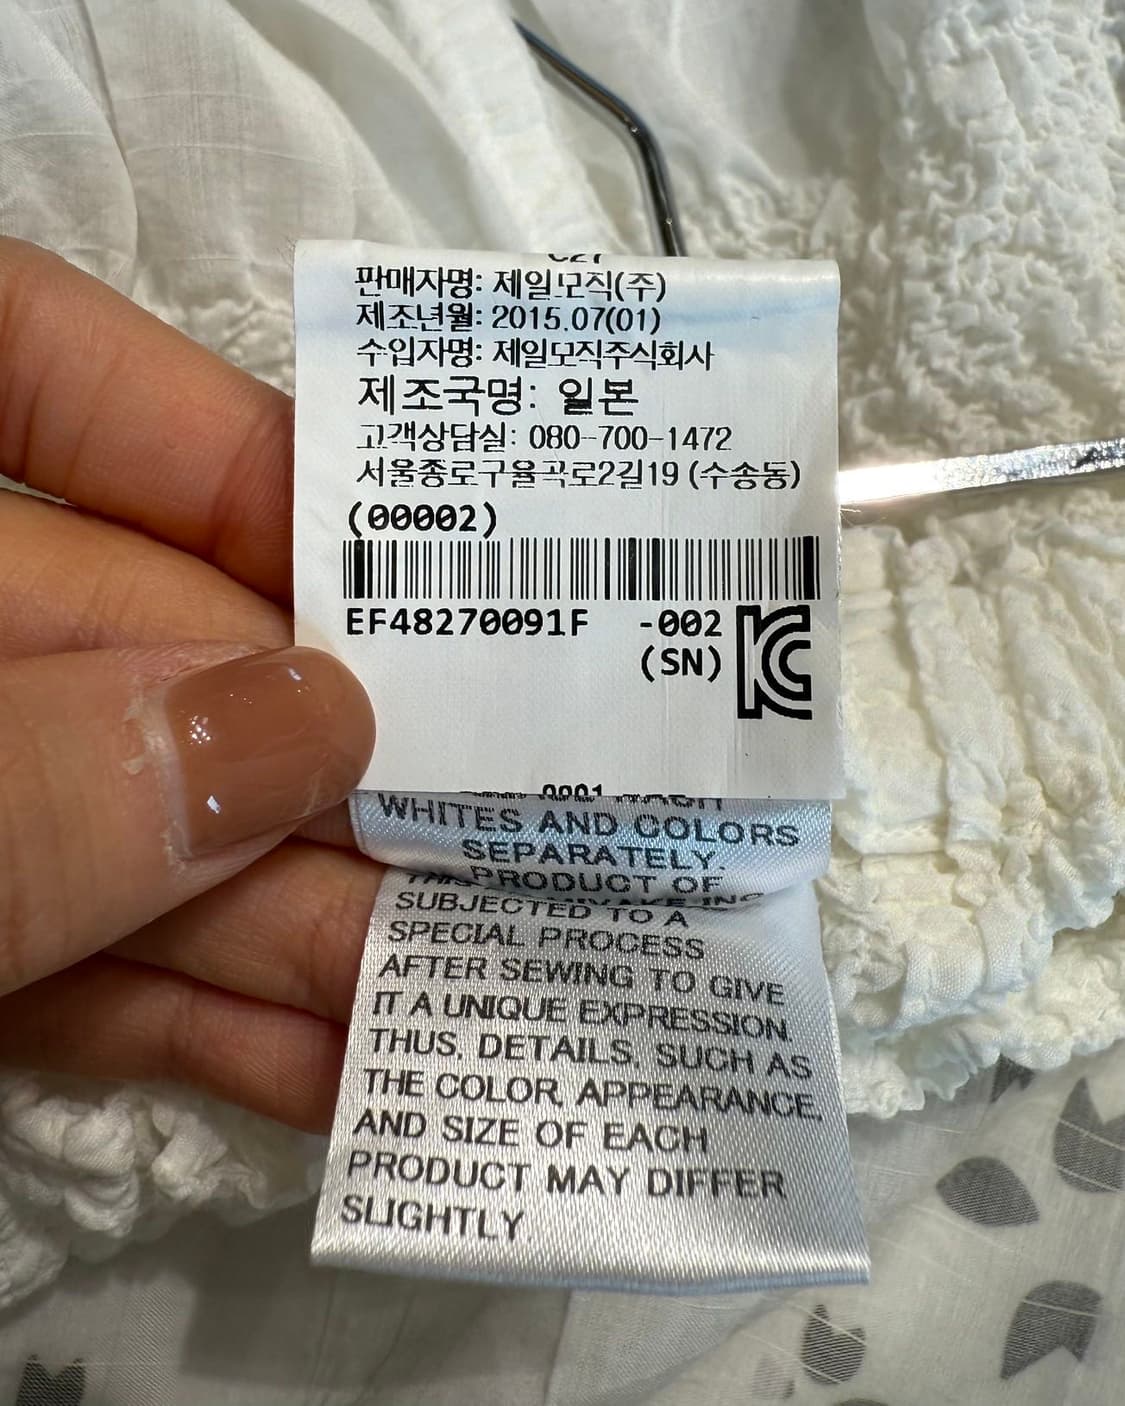 판매자명: 제일모직(주)
제조년월: 2015.07(01)
수입자명: 제일모직주식회사
제조국명: 일본
고객상담실: 080-700-1472
서울종로구율곡로2길19 (수송동)
(00002)
EF48270091F -002
(SN)
KC
WHITES AND COLORS
SEPARATELY.
PRODUCT OF
SUBJECTED TO A
SPECIAL PROCESS
AFTER SEWING TO GIVE
IT A UNIQUE EXPRESSION.
THUS, DETAILS, SUCH AS
THE COLOR, APPEARANCE,
AND SIZE OF EACH
PRODUCT MAY DIFFER
SLIGHTLY.